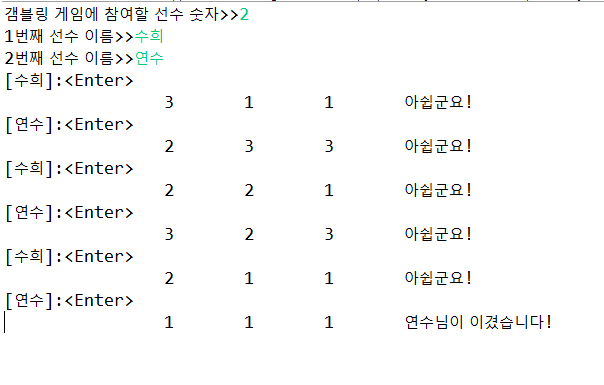 갬블링 게임에 참여할 선수 숫자>>2
1번째 선수 이름>>수희
2번째 선수 이름>>연수
[수희]:<Enter>
3 1 1 아쉽군요!
[연수]:<Enter>
2 3 3 아쉽군요!
[수희]:<Enter>
2 2 1 아쉽군요!
[연수]:<Enter>
3 2 3 아쉽군요!
[수희]:<Enter>
2 1 1 아쉽군요!
[연수]:<Enter>
1 1 1 연수님이 이겼습니다!